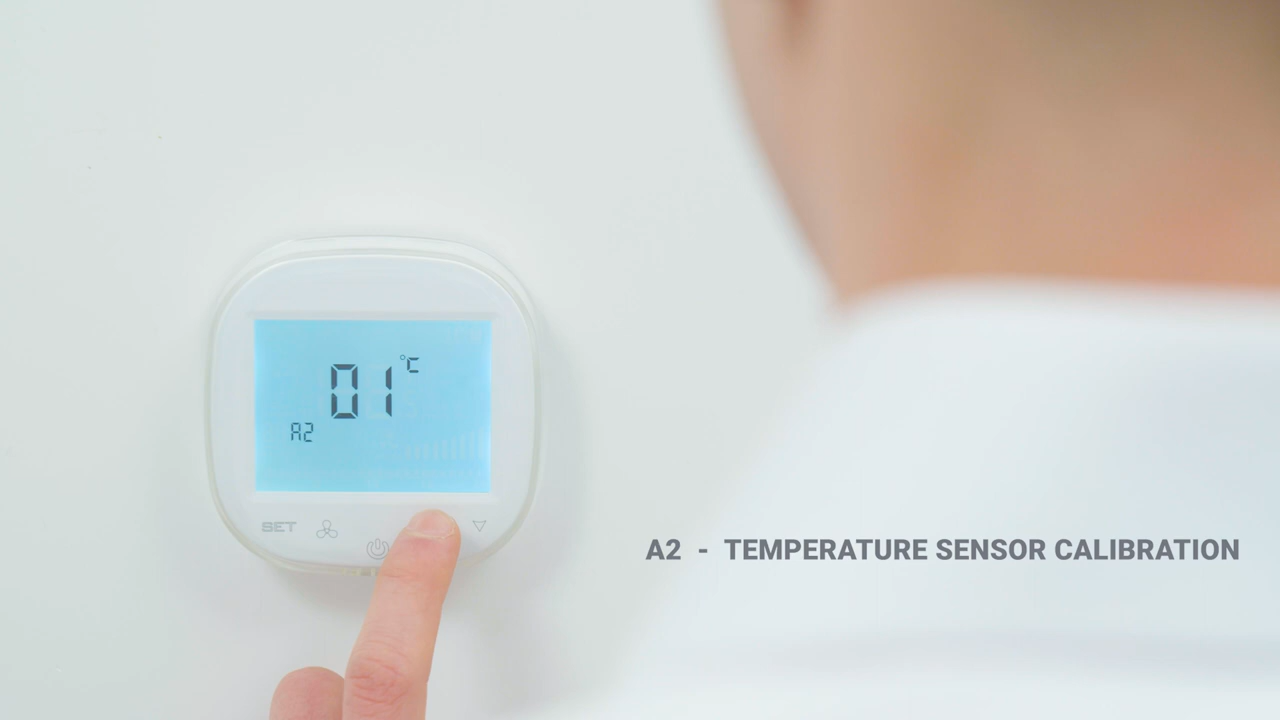 01 °C
A2
SET
A2 - TEMPERATURE SENSOR CALIBRATION